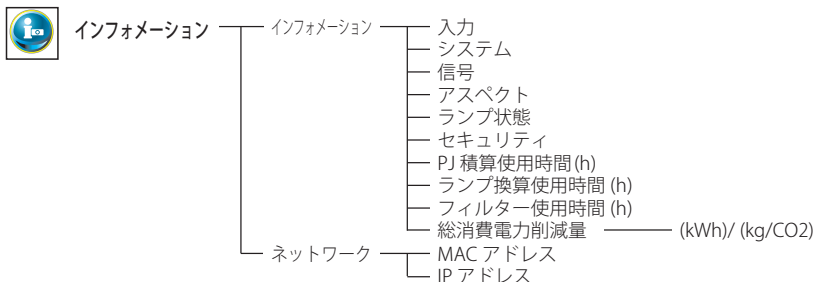 インフォメーション インフォメーション 入力
システム
信号
アスペクト
ランプ状態
セキュリティ
PJ 積算使用時間 (h)
ランプ換算使用時間 (h)
フィルター使用時間 (h)
総消費電力削減量 (kWh)/ (kg/CO2)
ネットワーク MAC アドレス
IP アドレス